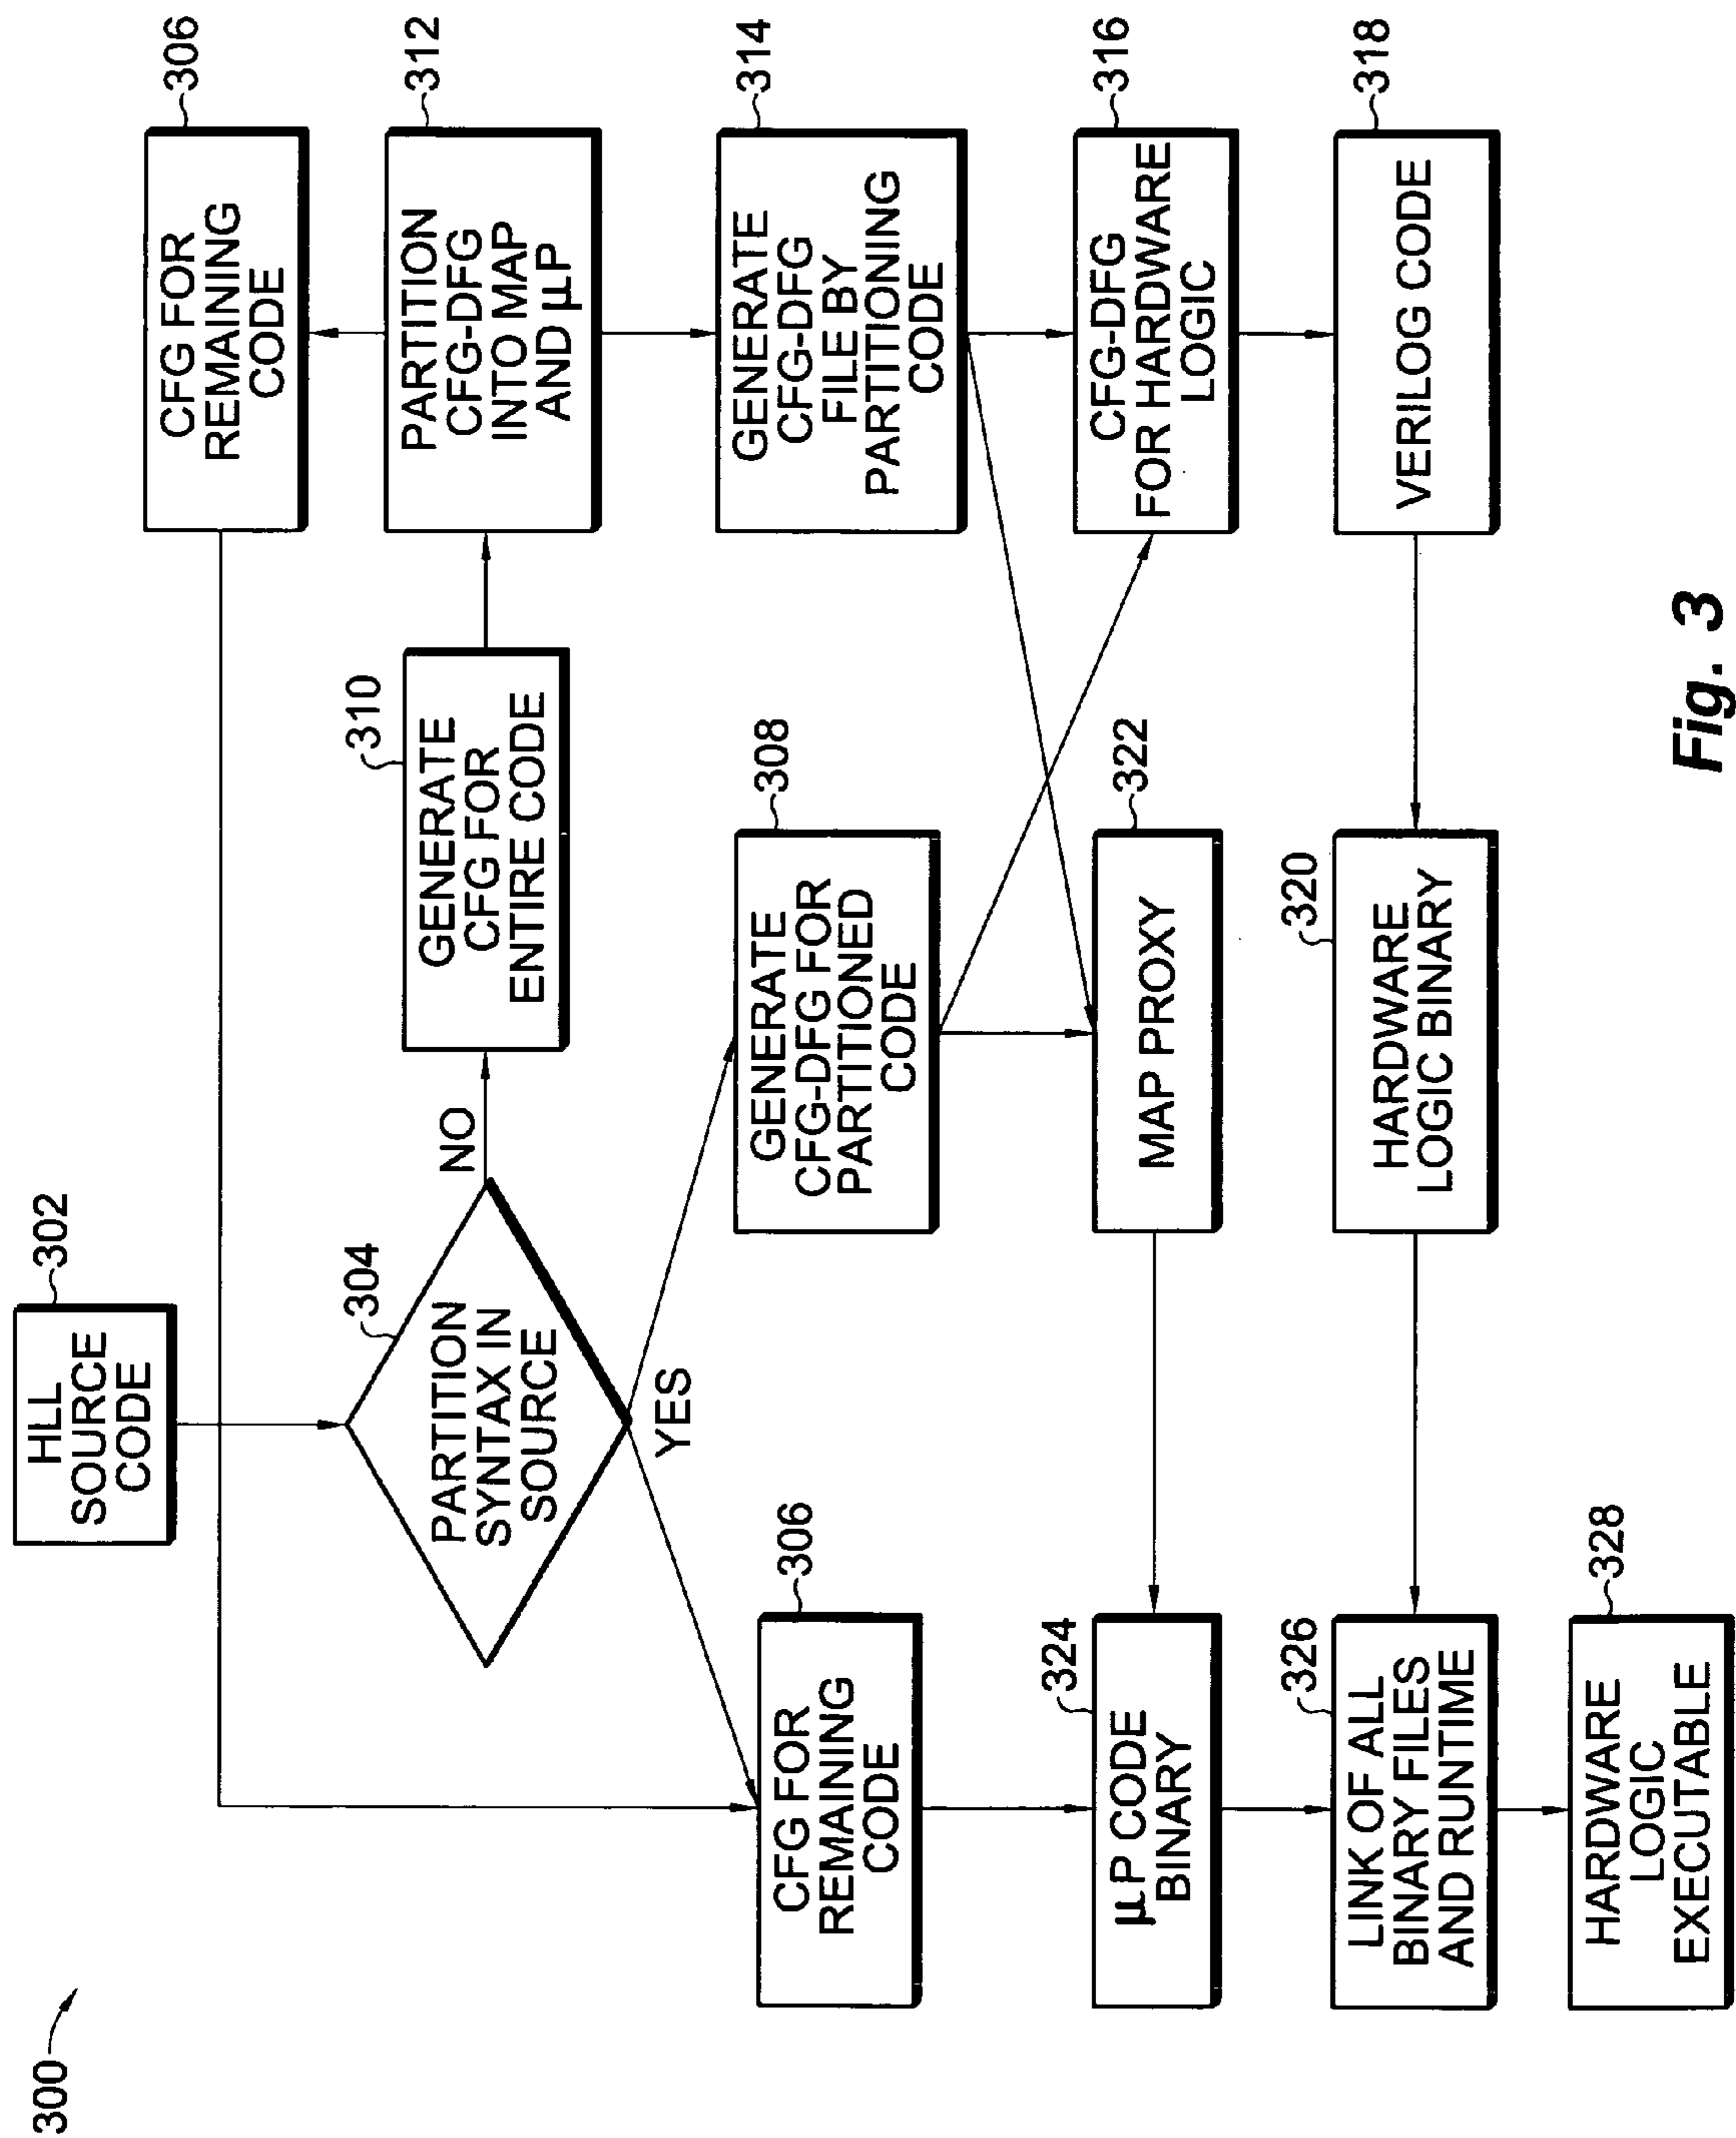 300
HLL
SOURCE
CODE
302
PARTITION
SYNTAX IN
SOURCE
304
NO
YES
GENERATE
CFG FOR
ENTIRE CODE
310
PARTITION
CFG-DFG
INTO MAP
AND µP
312
CFG FOR
REMAINING
CODE
306
CFG FOR
REMAINING
CODE
306
GENERATE
CFG-DFG FOR
PARTITIONED
CODE
308
GENERATE
CFG-DFG
FILE BY
PARTITIONING
CODE
314
µP CODE
BINARY
324
MAP PROXY
322
CFG-DFG
FOR HARDWARE
LOGIC
316
LINK OF ALL
BINARY FILES
AND RUNTIME
326
HARDWARE
LOGIC BINARY
320
VERILOG CODE
318
HARDWARE
LOGIC
EXECUTABLE
328
Fig. 3